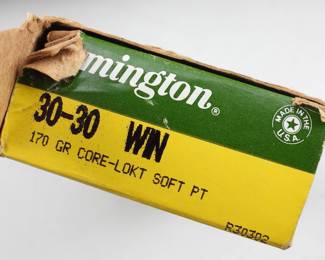 mington®
MADE IN THE U.S.A.
30-30 WIN
170 GR CORE-LOKT SOFT PT
R30302